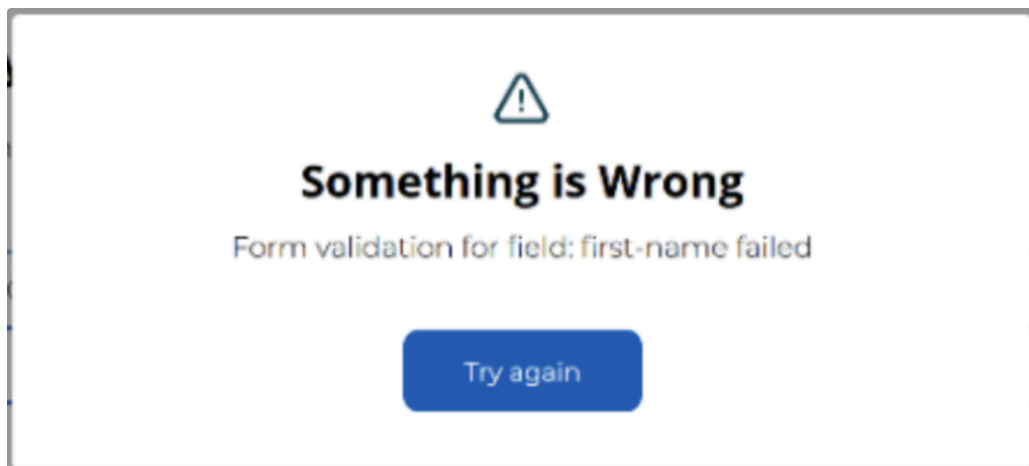 Something is Wrong
Form validation for field: first-name failed
Try again